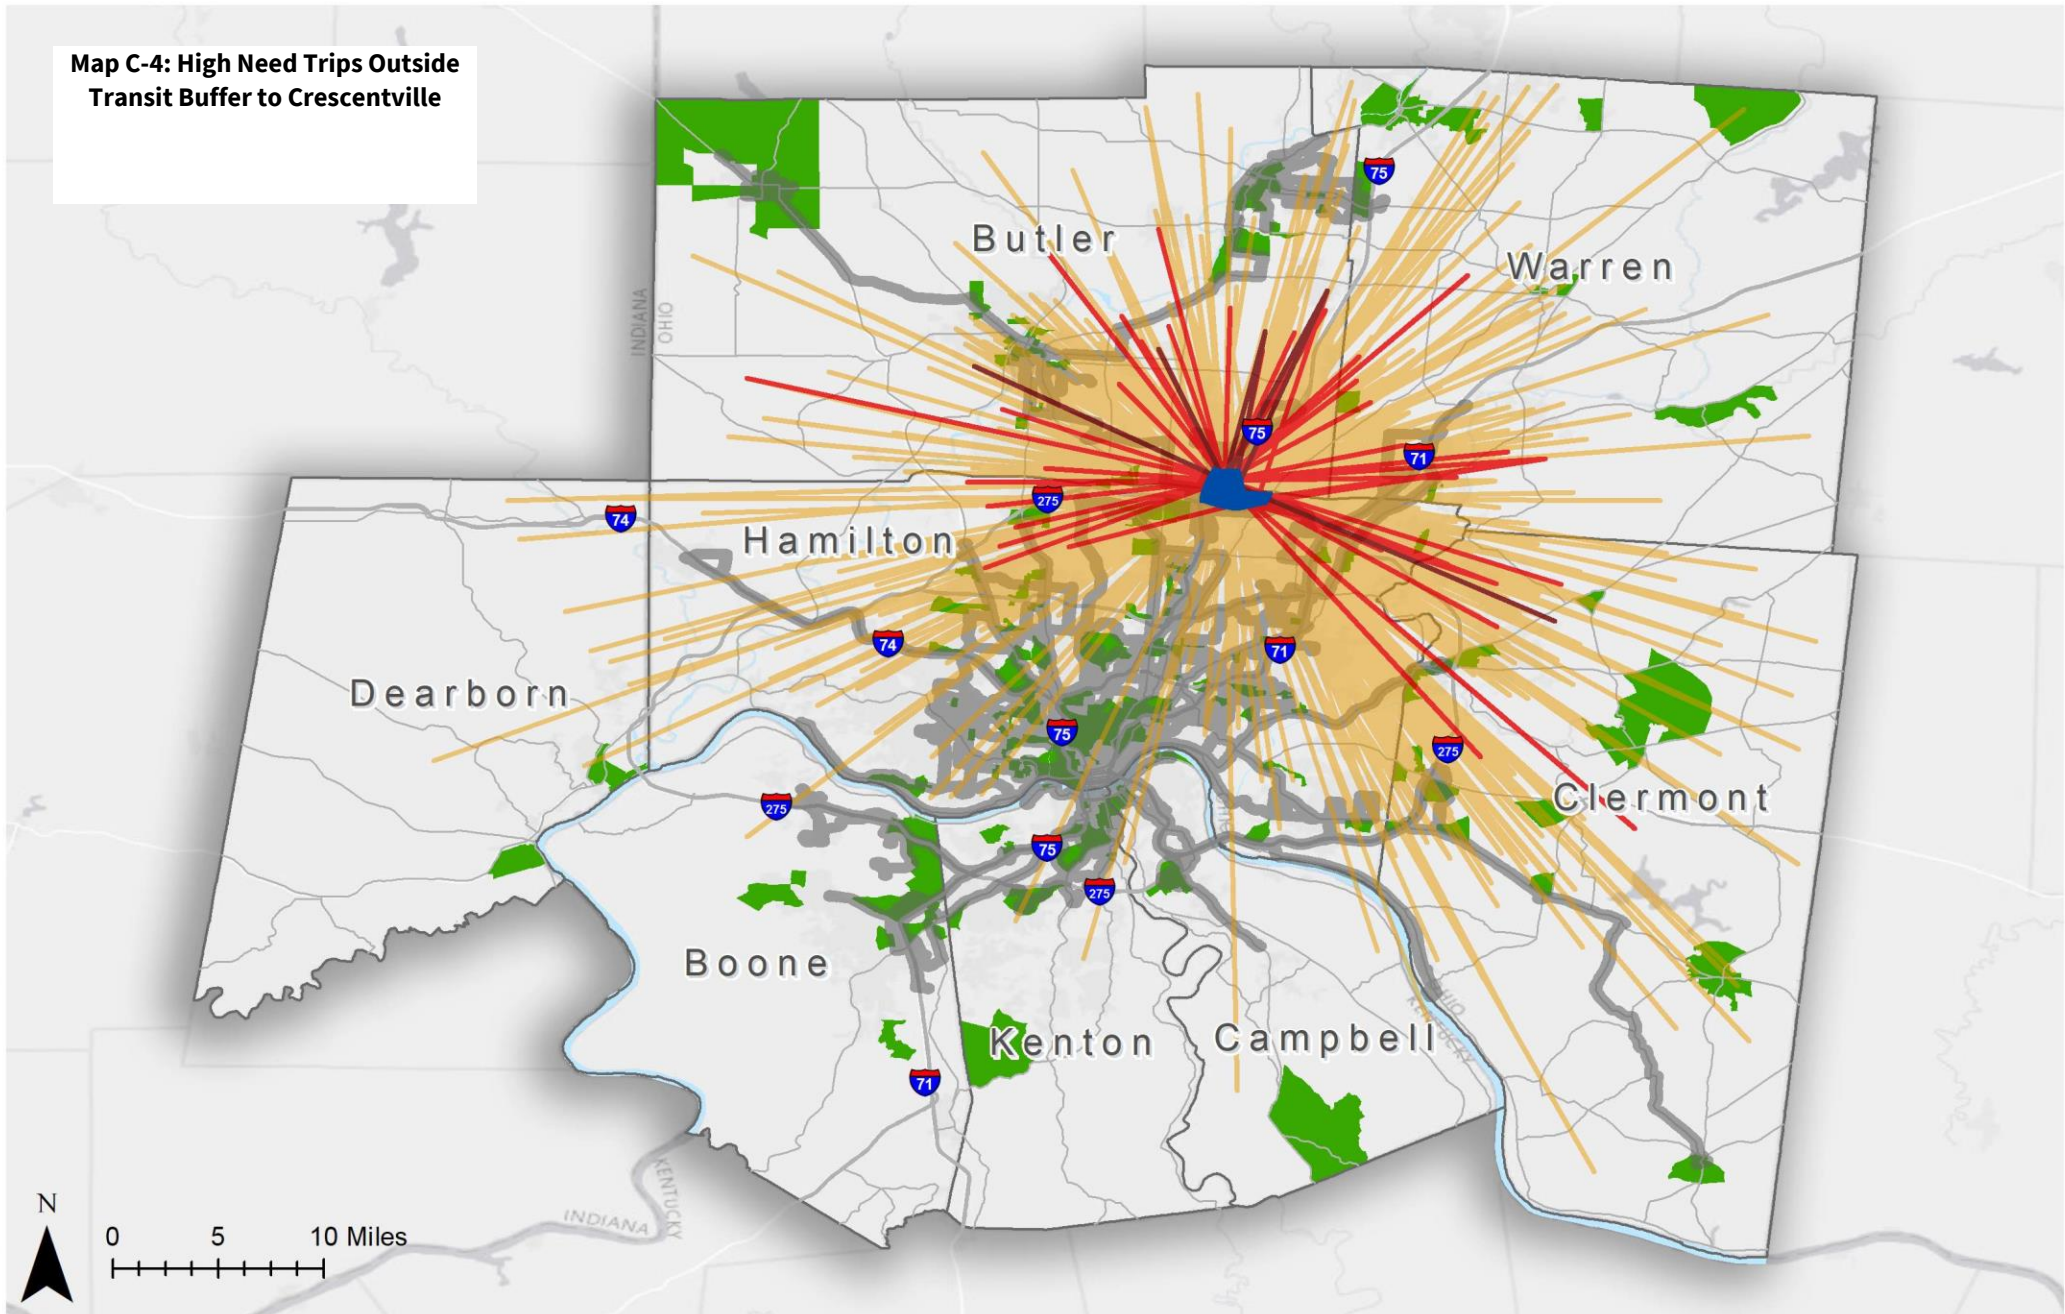 Map C-4: High Need Trips Outside
Transit Buffer to Crescentville
75
Butler
Warren
INDIANA
OHIO
75
71
275
74
Hamilton
74
71
Dearborn
75
275
275
Clermont
75
275
Boone
OHIO
KENTUCKY
Kenton
Campbell
71
KENTUCKY
INDIANA
N
0 5 10 Miles